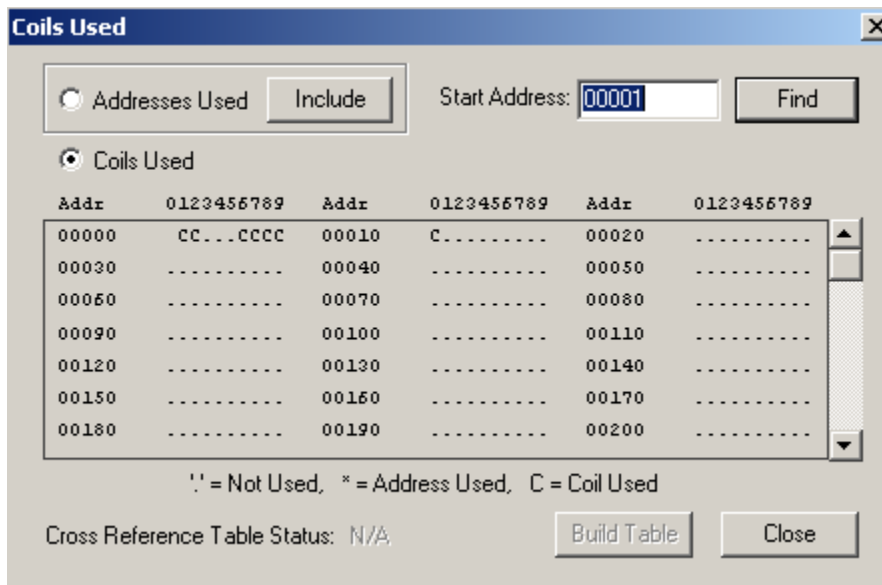 Coils Used
Addresses Used Include Start Address: 00001 Find
Coils Used
Addr 0123456789 Addr 0123456789 Addr 0123456789
00000 CC...CCCC 00010 C......... 00020 ..........
00030 .......... 00040 .......... 00050 ..........
00060 .......... 00070 .......... 00080 ..........
00090 .......... 00100 .......... 00110 ..........
00120 .......... 00130 .......... 00140 ..........
00150 .......... 00160 .......... 00170 ..........
00180 .......... 00190 .......... 00200 ..........
'.' = Not Used, * = Address Used, C = Coil Used
Cross Reference Table Status: N/A Build Table Close